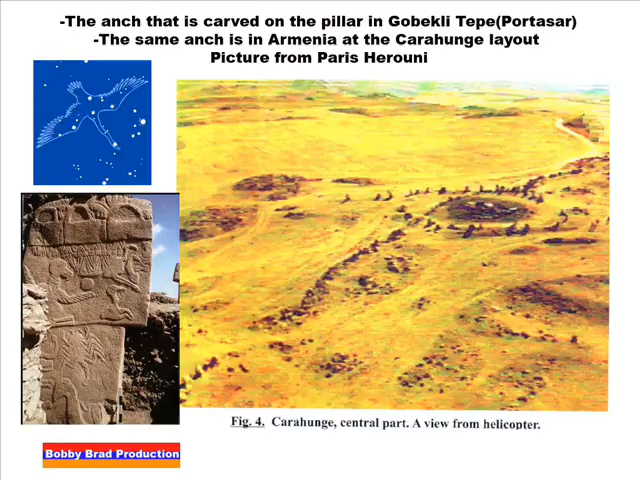 -The anch that is carved on the pillar in Gobekli Tepe(Portasar)
-The same anch is in Armenia at the Carahunge layout
Picture from Paris Herouni
Fig. 4. Carahunge, central part. A view from helicopter.
Bobby Brad Production